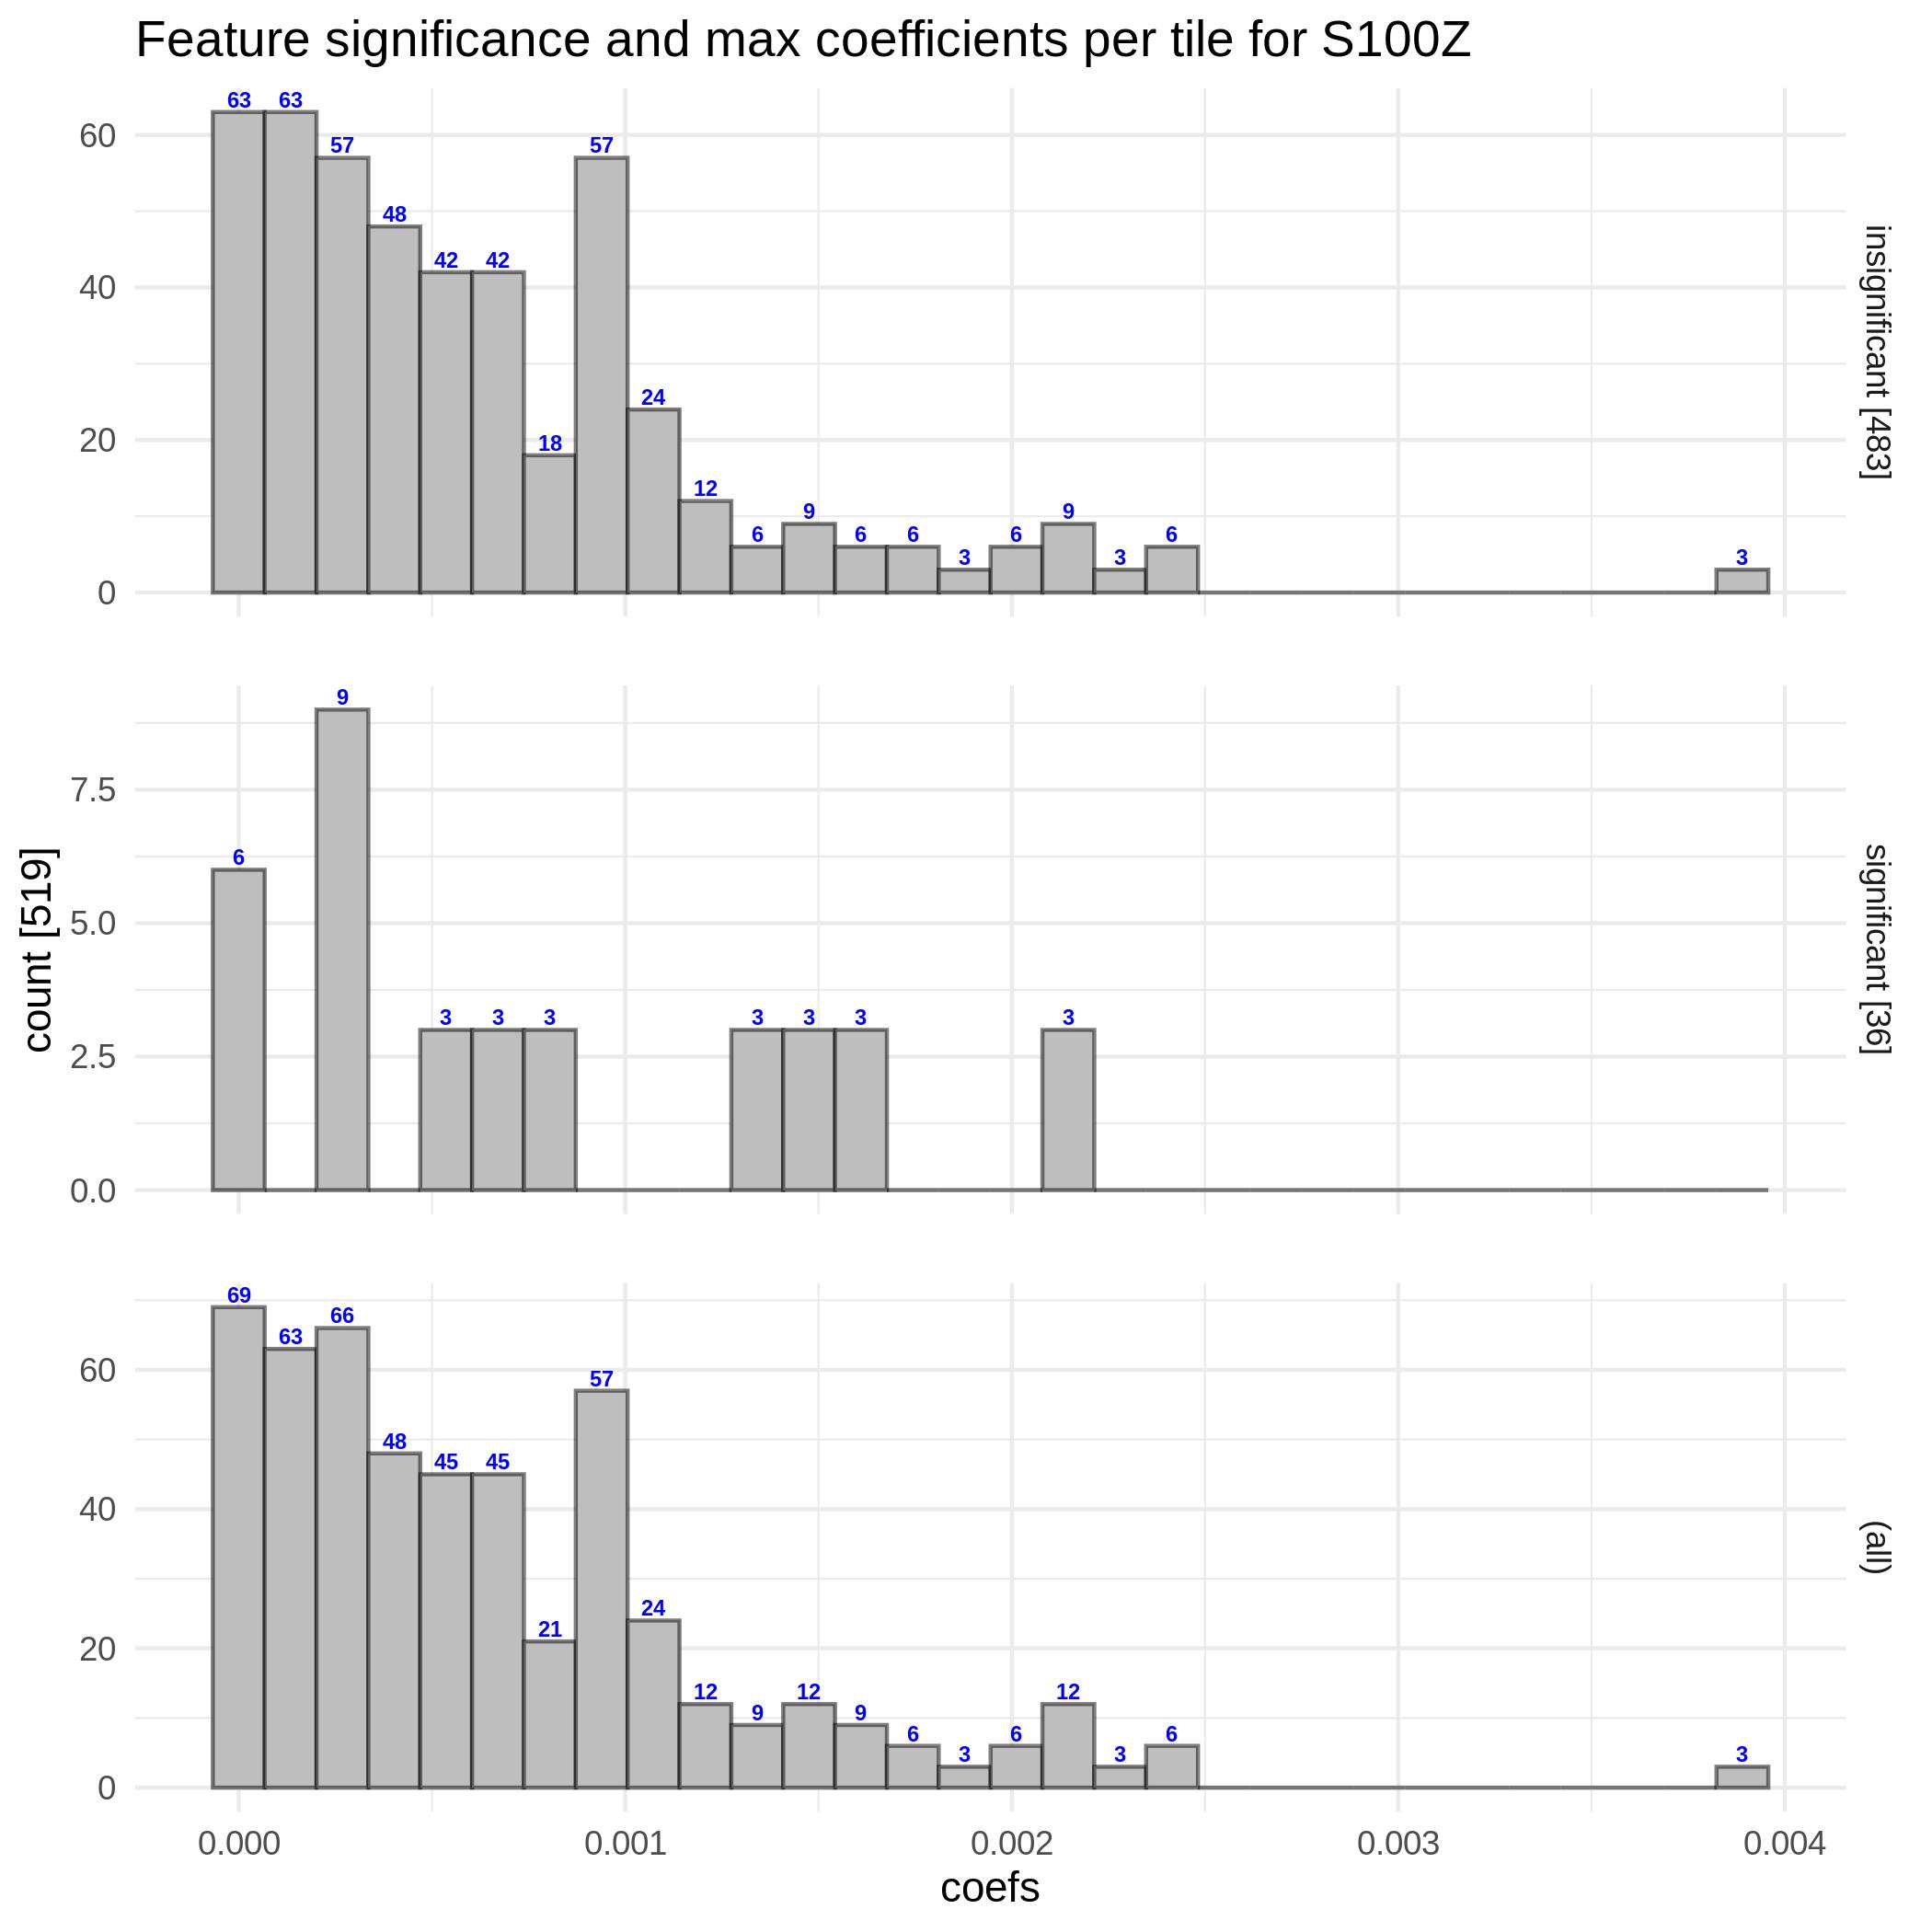 Feature significance and max coefficients per tile for S100Z
63 63 57 48 42 42 18 57 24 12 6 9 6 6 3 6 9 3 6 3
60
40
20
0
insignificant [483]
6 9 3 3 3 3 3 3 3
7.5
5.0
2.5
0.0
significant [36]
count [519]
69 63 66 48 45 45 21 57 24 12 9 12 9 6 3 6 12 3 6 3
60
40
20
0
(all)
0.000 0.001 0.002 0.003 0.004
coefs